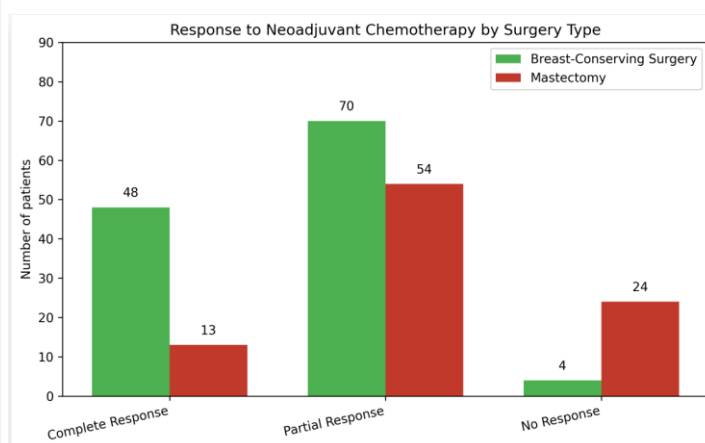 Response to Neoadjuvant Chemotherapy by Surgery Type
90
80
70
60
50
40
30
20
10
0
Number of patients
Breast-Conserving Surgery
Mastectomy
48
13
70
54
4
24
Complete Response
Partial Response
No Response